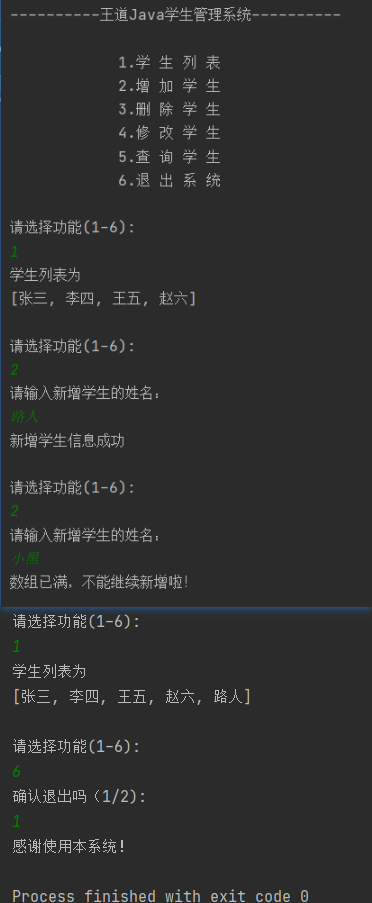 ----------王道Java学生管理系统----------
1.学 生 列 表
2.增 加 学 生
3.删 除 学 生
4.修 改 学 生
5.查 询 学 生
6.退 出 系 统
请选择功能(1-6):
1
学生列表为
[张三, 李四, 王五, 赵六]
请选择功能(1-6):
2
请输入新增学生的姓名:
路人
新增学生信息成功
请选择功能(1-6):
2
请输入新增学生的姓名:
小黑
数组已满，不能继续新增啦!
请选择功能(1-6):
1
学生列表为
[张三, 李四, 王五, 赵六, 路人]
请选择功能(1-6):
6
确认退出吗（1/2):
1
感谢使用本系统!
Process finished with exit code 0